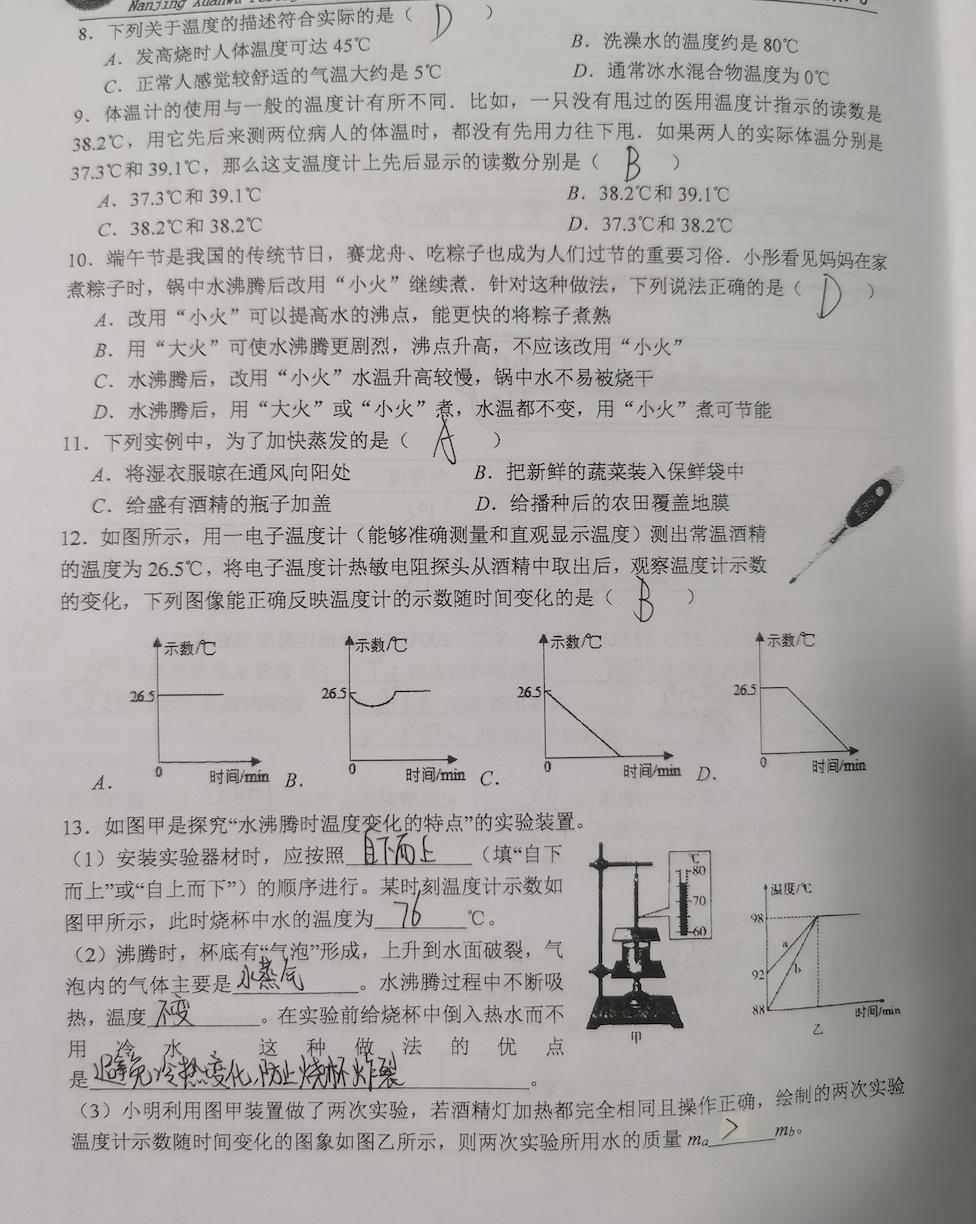 Nanjing Xuanwu
8．下列关于温度的描述符合实际的是（ D ）
A．发高烧时人体温度可达 45℃ B．洗澡水的温度约是 80℃
C．正常人感觉较舒适的气温大约是 5℃ D．通常冰水混合物温度为 0℃
9．体温计的使用与一般的温度计有所不同．比如，一只没有甩过的医用温度计指示的读数是
38.2℃，用它先后来测两位病人的体温时，都没有先用力往下甩．如果两人的实际体温分别是
37.3℃和 39.1℃，那么这支温度计上先后显示的读数分别是（ B ）
A．37.3℃和 39.1℃ B．38.2℃和 39.1℃
C．38.2℃和 38.2℃ D．37.3℃和 38.2℃
10．端午节是我国的传统节日，赛龙舟、吃粽子也成为人们过节的重要习俗．小彤看见妈妈在家
煮粽子时，锅中水沸腾后改用“小火”继续煮．针对这种做法，下列说法正确的是（ D ）
A．改用“小火”可以提高水的沸点，能更快的将粽子煮熟
B．用“大火”可使水沸腾更剧烈，沸点升高，不应该改用“小火”
C．水沸腾后，改用“小火”水温升高较慢，锅中水不易被烧干
D．水沸腾后，用“大火”或“小火”煮，水温都不变，用“小火”煮可节能
11．下列实例中，为了加快蒸发的是（ A ）
A．将湿衣服晾在通风向阳处 B．把新鲜的蔬菜装入保鲜袋中
C．给盛有酒精的瓶子加盖 D．给播种后的农田覆盖地膜
12．如图所示，用一电子温度计（能够准确测量和直观显示温度）测出常温酒精
的温度为 26.5℃，将电子温度计热敏电阻探头从酒精中取出后，观察温度计示数
的变化，下列图像能正确反映温度计的示数随时间变化的是（ B ）
示数/℃ 示数/℃ 示数/℃ 示数/℃
26.5 26.5 26.5 26.5
0 0 0 0
A. 时间/min B. 时间/min C. 时间/min D. 时间/min
13．如图甲是探究“水沸腾时温度变化的特点”的实验装置。
（1）安装实验器材时，应按照 自下而上 （填“自下
而上”或“自上而下”）的顺序进行。某时刻温度计示数如
图甲所示，此时烧杯中水的温度为 76 ℃。
（2）沸腾时，杯底有“气泡”形成，上升到水面破裂，气
泡内的气体主要是 水蒸气 。水沸腾过程中不断吸
热，温度 不变 。在实验前给烧杯中倒入热水而不
用冷水，这种做法的优点
是 避免冷热变化,防止烧杯炸裂 。
℃
80
70
60
甲
温度/℃
98
a
92
b
88
时间/min
乙
（3）小明利用图甲装置做了两次实验，若酒精灯加热都完全相同且操作正确，绘制的两次实验
温度计示数随时间变化的图象如图乙所示，则两次实验所用水的质量 ma > mb。